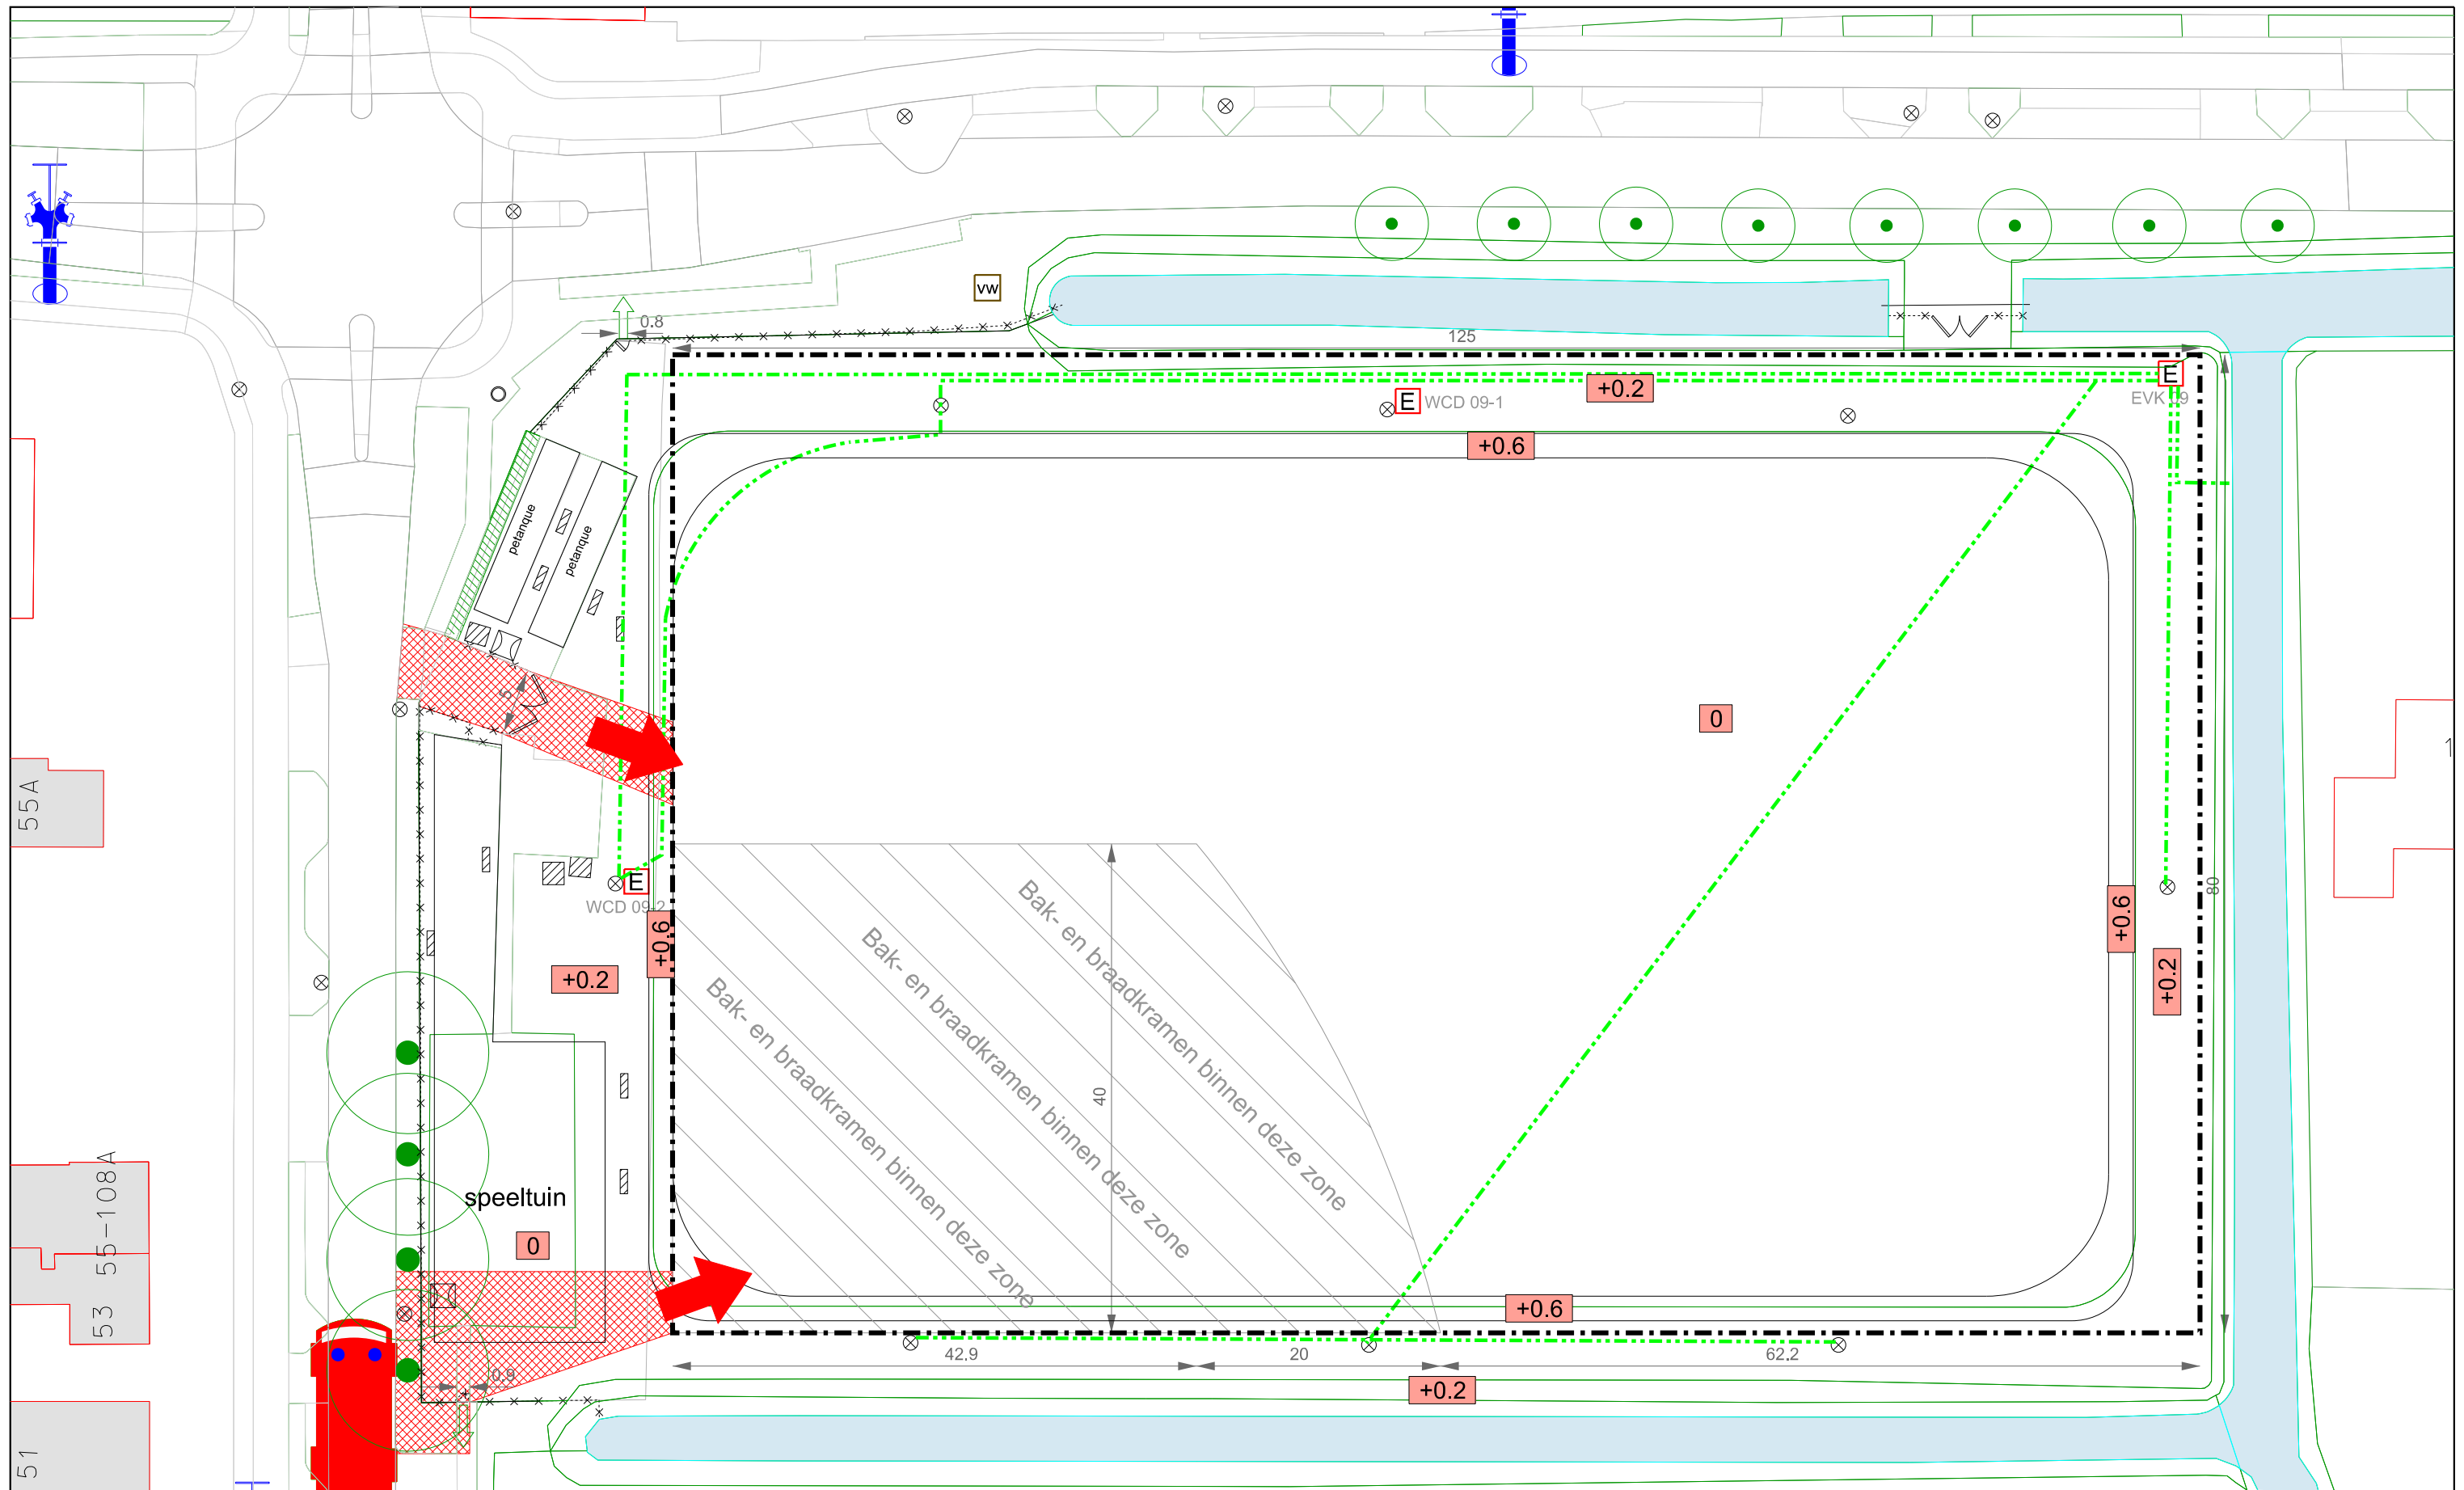 vw
0.8
125
E
EVK 09
+0.2
E
WCD 09-1
+0.6
petanque
petanque
5
0
1
55A
E
WCD 09-2
+0.6
+0.2
80
+0.6
+0.2
Bak- en braadkramen binnen deze zone
Bak- en braadkramen binnen deze zone
Bak- en braadkramen binnen deze zone
40
55-108A
speeltuin
0
53
+0.6
42.9
20
62.2
0.9
+0.2
51